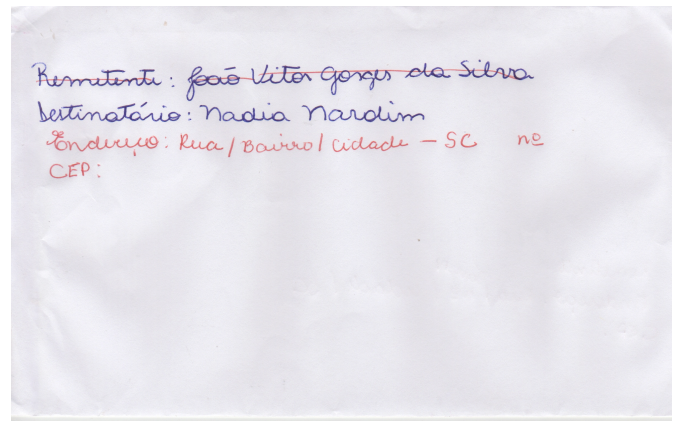 Remetente: João Vitor Gorges da Silva
Destinatário: Nadia Nardim
Endereço: Rua / Bairro / Cidade - SC nº
CEP: